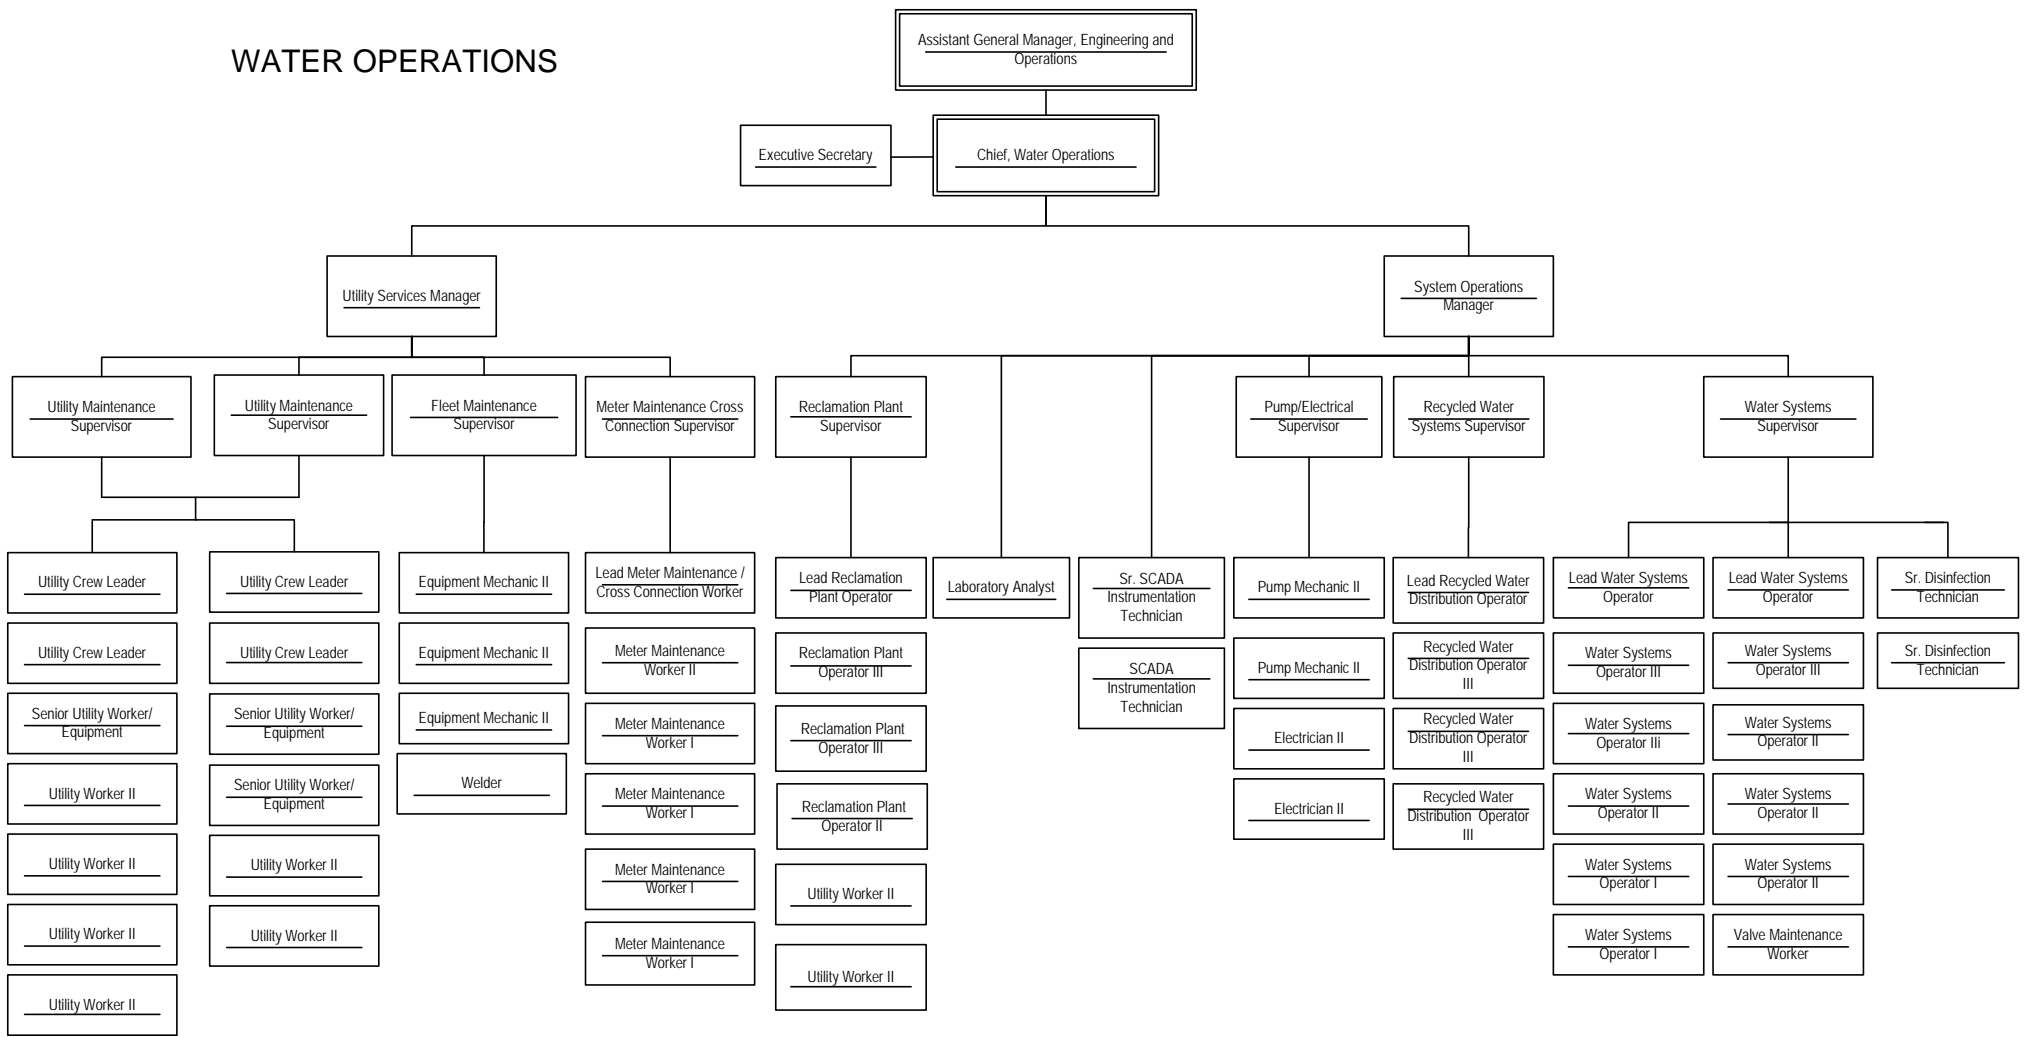 WATER OPERATIONS
Assistant General Manager, Engineering and
Operations
Executive Secretary
Chief, Water Operations
Utility Services Manager
System Operations
Manager
Utility Maintenance
Supervisor
Utility Maintenance
Supervisor
Fleet Maintenance
Supervisor
Meter Maintenance Cross
Connection Supervisor
Reclamation Plant
Supervisor
Pump/Electrical
Supervisor
Recycled Water
Systems Supervisor
Water Systems
Supervisor
Utility Crew Leader
Utility Crew Leader
Senior Utility Worker/
Equipment
Utility Worker II
Utility Worker II
Utility Worker II
Utility Worker II
Utility Crew Leader
Utility Crew Leader
Senior Utility Worker/
Equipment
Senior Utility Worker/
Equipment
Utility Worker II
Utility Worker II
Equipment Mechanic II
Equipment Mechanic II
Equipment Mechanic II
Welder
Lead Meter Maintenance /
Cross Connection Worker
Meter Maintenance
Worker II
Meter Maintenance
Worker I
Meter Maintenance
Worker I
Meter Maintenance
Worker I
Meter Maintenance
Worker I
Lead Reclamation
Plant Operator
Reclamation Plant
Operator III
Reclamation Plant
Operator III
Reclamation Plant
Operator II
Utility Worker II
Utility Worker II
Laboratory Analyst
Sr. SCADA
Instrumentation
Technician
SCADA
Instrumentation
Technician
Pump Mechanic II
Pump Mechanic II
Electrician II
Electrician II
Lead Recycled Water
Distribution Operator
Recycled Water
Distribution Operator
III
Recycled Water
Distribution Operator
III
Recycled Water
Distribution Operator
III
Lead Water Systems
Operator
Water Systems
Operator III
Water Systems
Operator Iii
Water Systems
Operator II
Water Systems
Operator I
Water Systems
Operator I
Lead Water Systems
Operator
Water Systems
Operator III
Water Systems
Operator II
Water Systems
Operator II
Water Systems
Operator II
Valve Maintenance
Worker
Sr. Disinfection
Technician
Sr. Disinfection
Technician